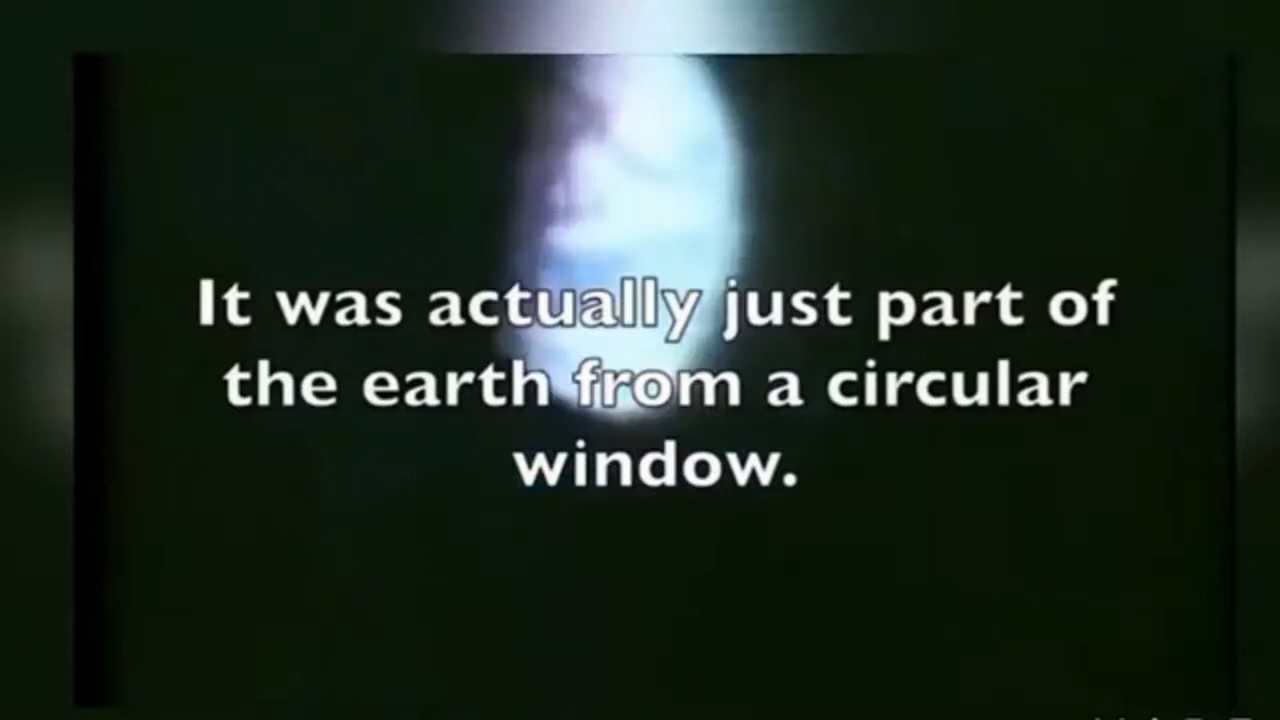 It was actually just part of
the earth from a circular
window.